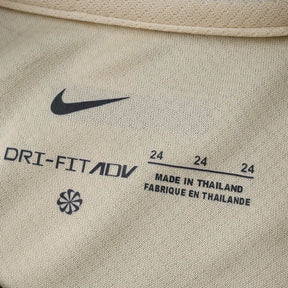 DRI-FIT ADV
24 24 24
MADE IN THAILAND
FABRIQUE EN THAILANDE